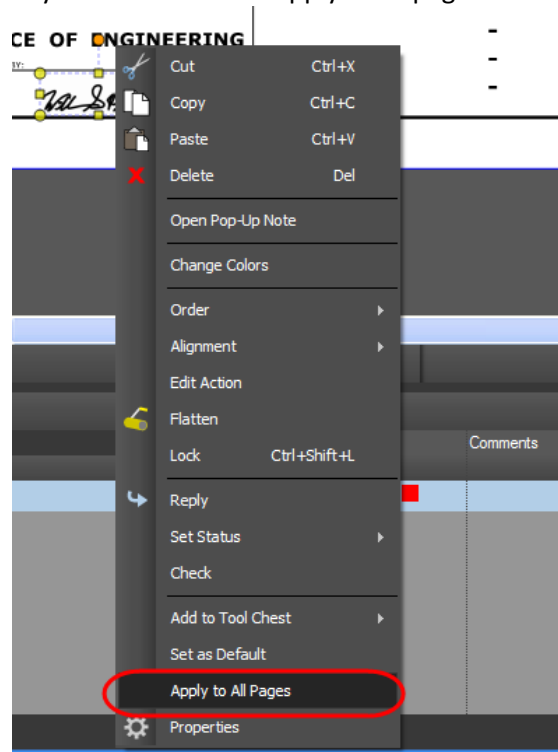 apply
CE OF ENGINEERING
BY:
Cut Ctrl+X
Copy Ctrl+C
Paste Ctrl+V
Delete Del
Open Pop-Up Note
Change Colors
Order
Alignment
Edit Action
Flatten
Lock Ctrl+Shift+L
Comments
Reply
Set Status
Check
Add to Tool Chest
Set as Default
Apply to All Pages
Properties